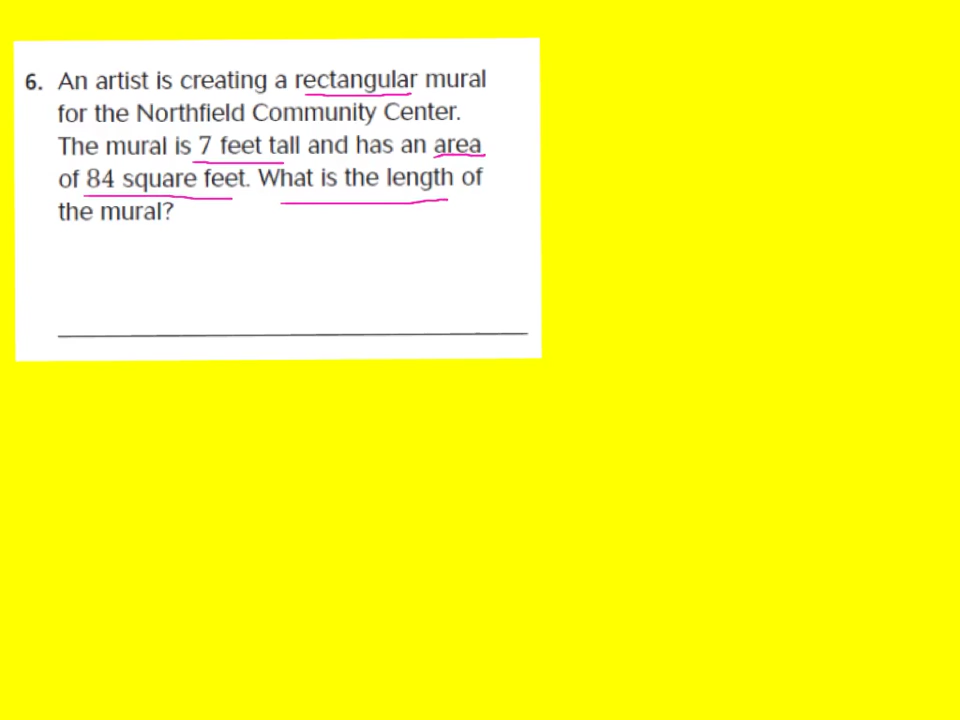 6. An artist is creating a rectangular mural
for the Northfield Community Center.
The mural is 7 feet tall and has an area
of 84 square feet. What is the length of
the mural?